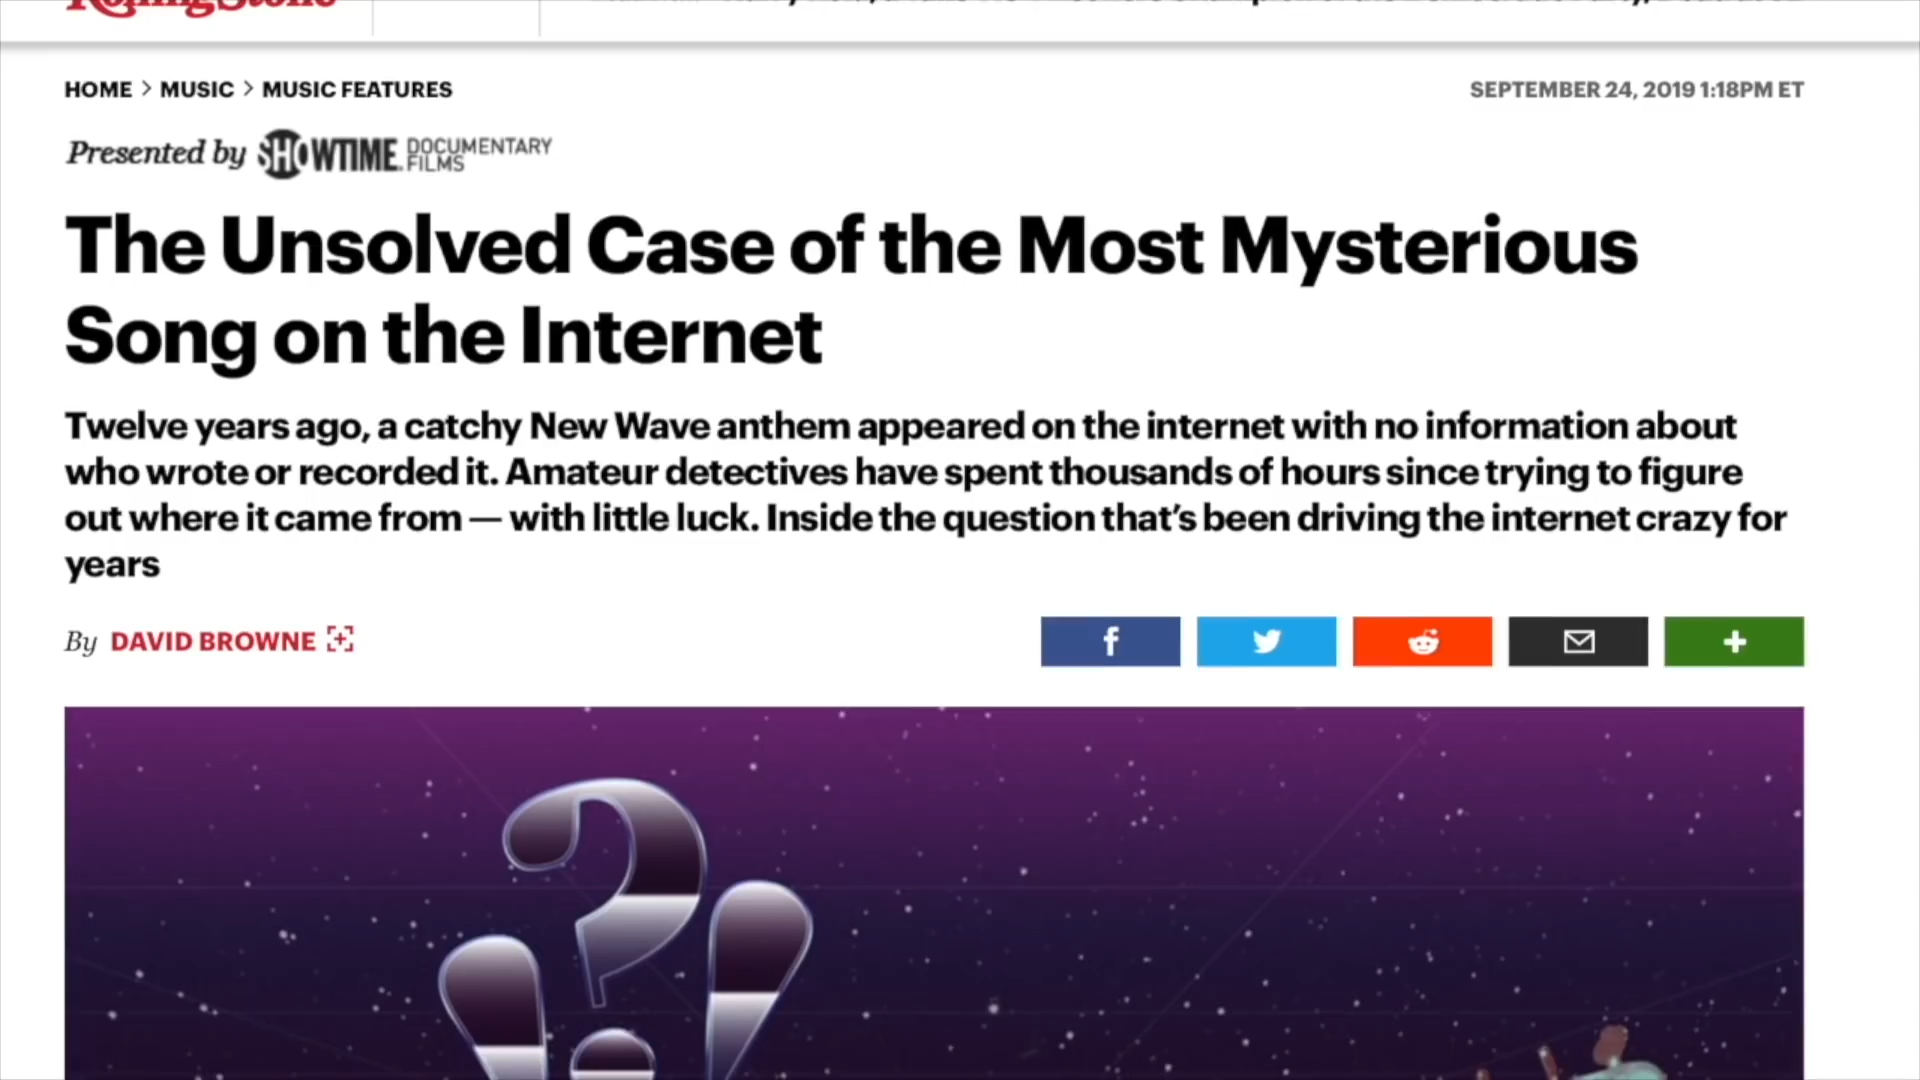 RollingStone
HOME > MUSIC > MUSIC FEATURES
SEPTEMBER 24, 2019 1:18PM ET
Presented by SHOWTIME. DOCUMENTARY FILMS
The Unsolved Case of the Most Mysterious
Song on the Internet
Twelve years ago, a catchy New Wave anthem appeared on the internet with no information about
who wrote or recorded it. Amateur detectives have spent thousands of hours since trying to figure
out where it came from — with little luck. Inside the question that's been driving the internet crazy for
years
By DAVID BROWNE